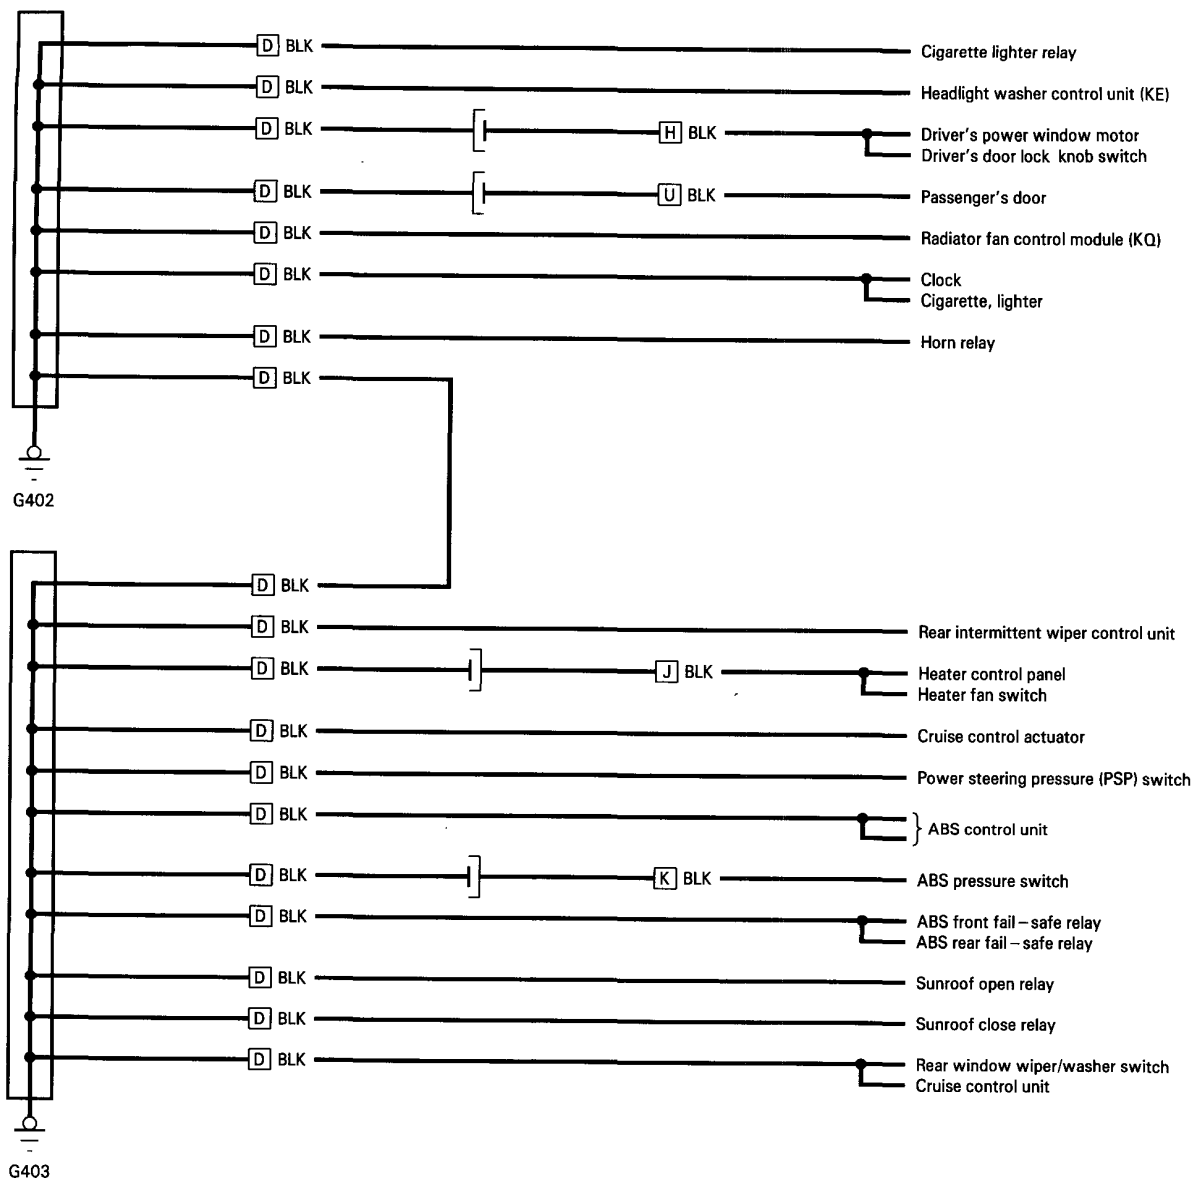 D BLK Cigarette lighter relay
D BLK Headlight washer control unit (KE)
D BLK H BLK Driver's power window motor
Driver's door lock knob switch
D BLK U BLK Passenger's door
D BLK Radiator fan control module (KQ)
D BLK Clock
Cigarette, lighter
D BLK Horn relay
D BLK
G402
D BLK
D BLK Rear intermittent wiper control unit
D BLK J BLK Heater control panel
Heater fan switch
D BLK Cruise control actuator
D BLK Power steering pressure (PSP) switch
D BLK ABS control unit
D BLK K BLK ABS pressure switch
D BLK ABS front fail – safe relay
ABS rear fail – safe relay
D BLK Sunroof open relay
D BLK Sunroof close relay
D BLK Rear window wiper/washer switch
Cruise control unit
G403